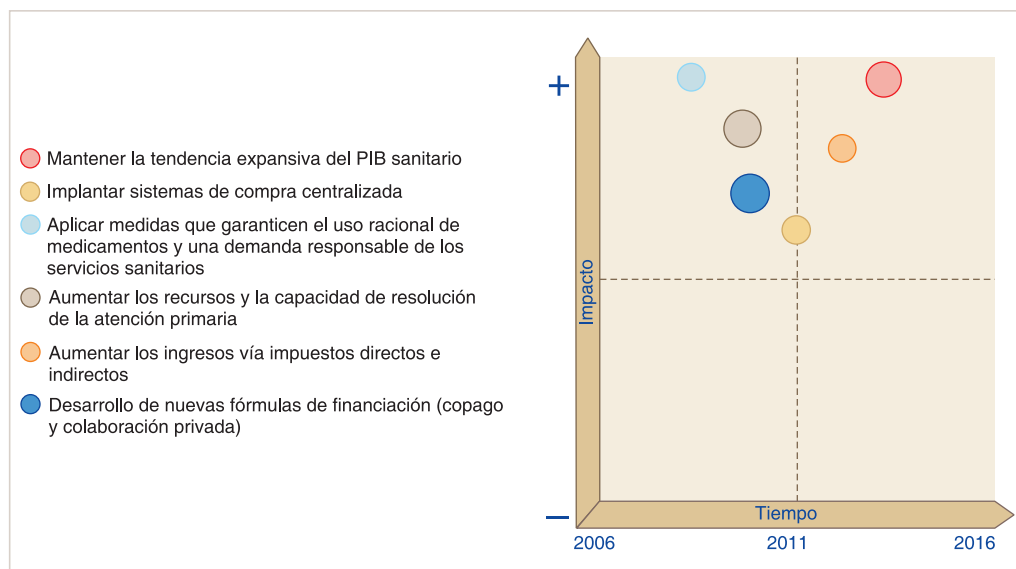 Mantener la tendencia expansiva del PIB sanitario
Implantar sistemas de compra centralizada
Aplicar medidas que garanticen el uso racional de
medicamentos y una demanda responsable de los
servicios sanitarios
Aumentar los recursos y la capacidad de resolución
de la atención primaria
Aumentar los ingresos vía impuestos directos e
indirectos
Desarrollo de nuevas fórmulas de financiación (copago
y colaboración privada)
+
Impacto
–
Tiempo
2006
2011
2016